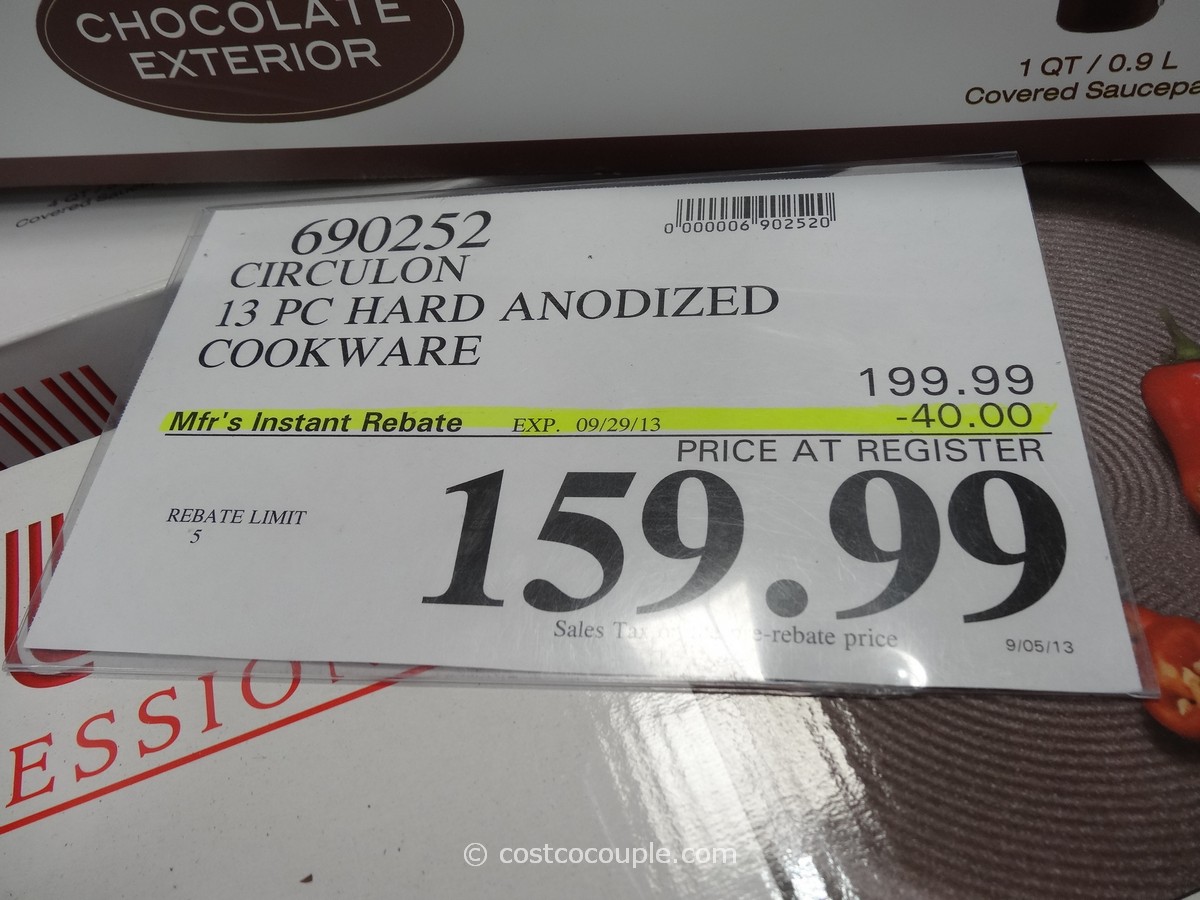 CHOCOLATE
EXTERIOR
1 QT / 0.9 L
Covered Saucepa
Covered
690252
0 000006 902520
CIRCULON
13 PC HARD ANODIZED
COOKWARE
199.99
Mfr's Instant Rebate EXP. 09/29/13 -40.00
PRICE AT REGISTER
159.99
REBATE LIMIT
5
Sales Tax e-rebate price
9/05/13
ESSION
© costcocouple.com